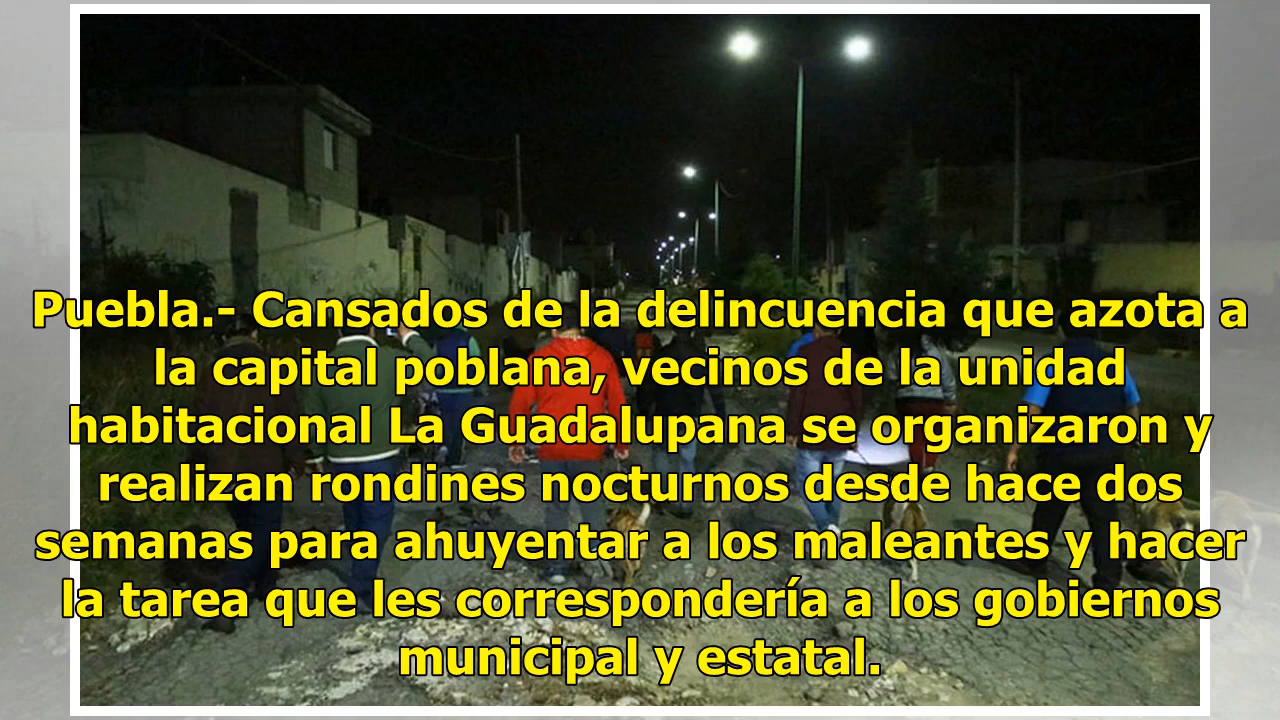 Puebla.- Cansados de la delincuencia que azota a
la capital poblana, vecinos de la unidad
habitacional La Guadalupana se organizaron y
realizan rondines nocturnos desde hace dos
semanas para ahuyentar a los maleantes y hacer
la tarea que les correspondería a los gobiernos
municipal y estatal.